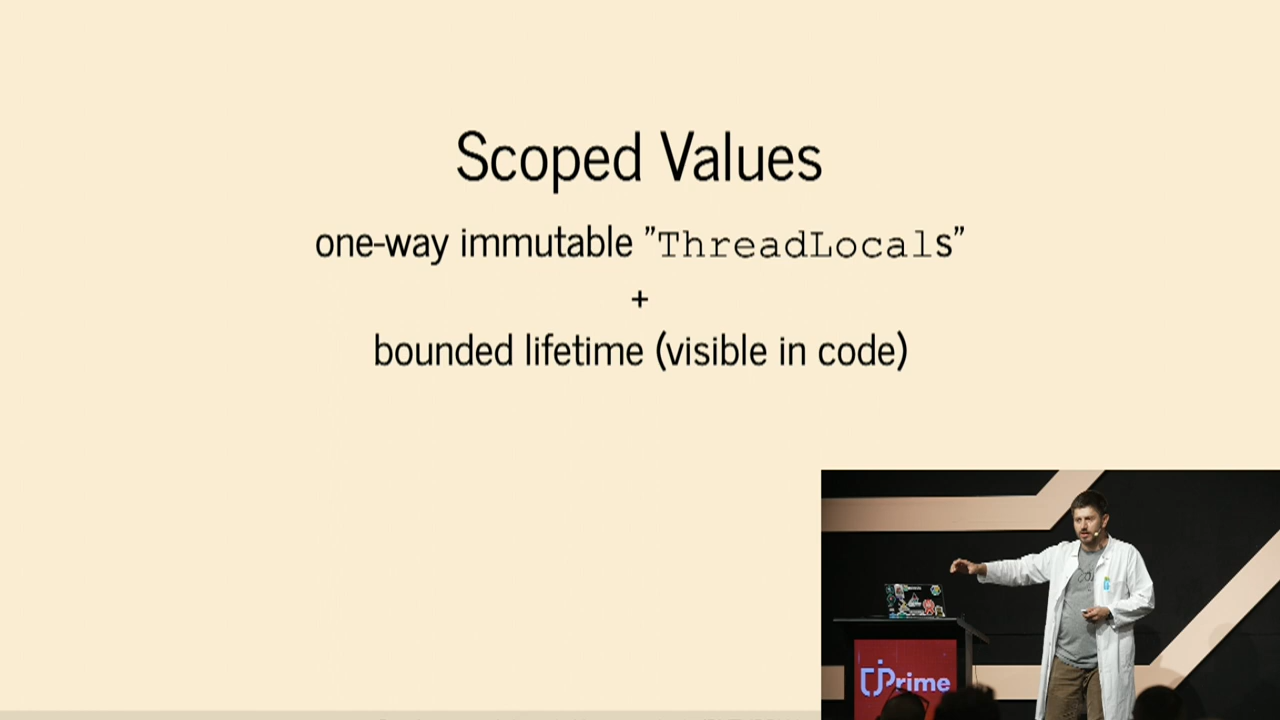 Scoped Values
one-way immutable "ThreadLocals"
+
bounded lifetime (visible in code)
jPrime